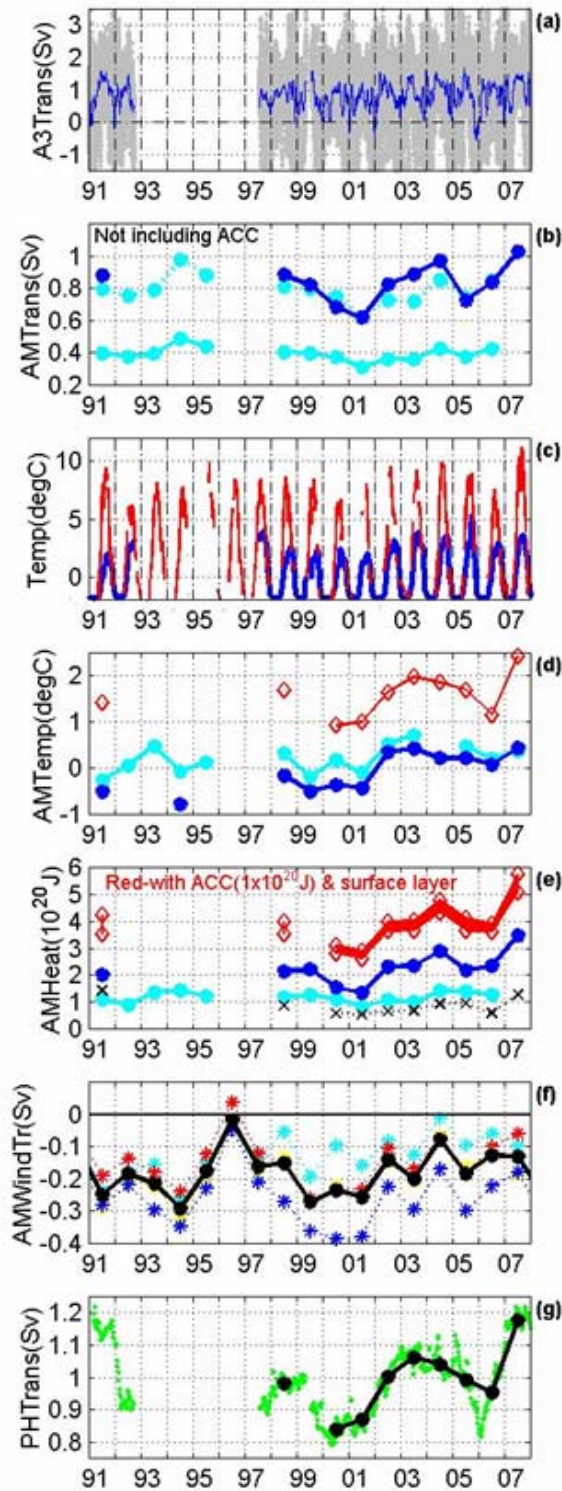 (a)
A3Trans(Sv)
3
2
1
0
-1
91 93 95 97 99 01 03 05 07
(b)
Not including ACC
AMTrans(Sv)
1
0.8
0.6
0.4
0.2
91 93 95 97 99 01 03 05 07
(c)
Temp(degC)
10
5
0
91 93 95 97 99 01 03 05 07
(d)
AMTemp(degC)
2
1
0
-1
91 93 95 97 99 01 03 05 07
(e)
Red-with ACC(1x10²⁰J) & surface layer
AMHeat(10²⁰J)
6
5
4
3
2
1
0
91 93 95 97 99 01 03 05 07
(f)
AMWindTr(Sv)
0
-0.1
-0.2
-0.3
-0.4
91 93 95 97 99 01 03 05 07
(g)
PHTrans(Sv)
1.2
1.1
1
0.9
0.8
91 93 95 97 99 01 03 05 07